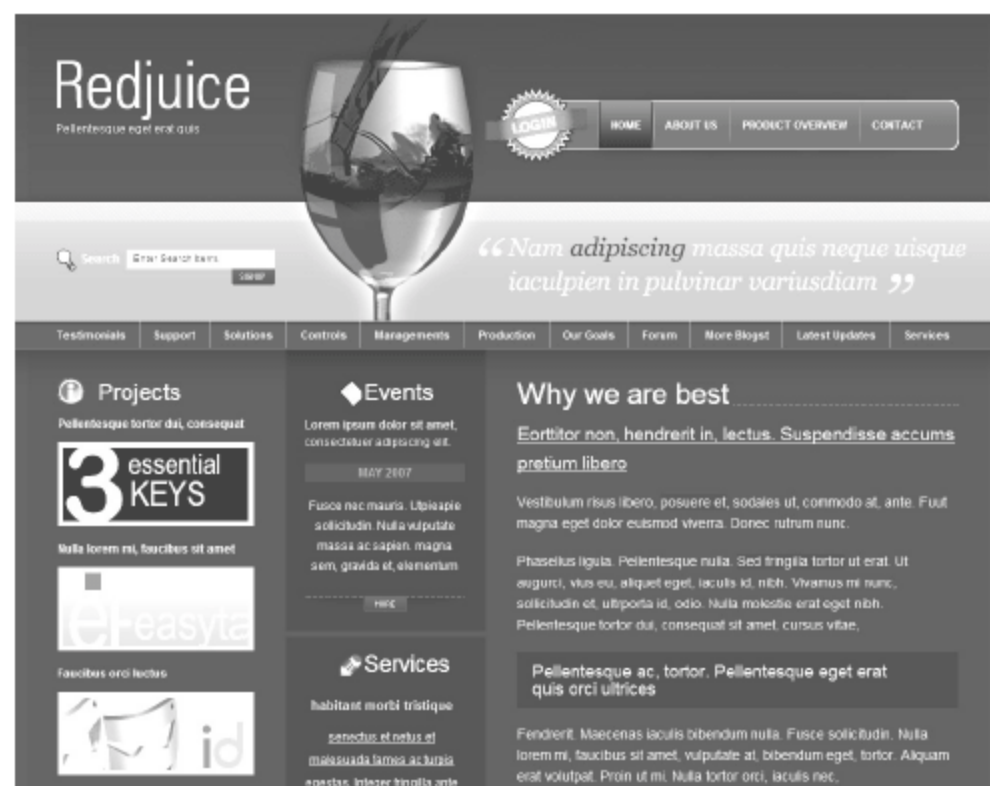 Redjuice
Pellentesque eget erat quis
LOGIN
HOME
ABOUT US
PRODUCT OVERVIEW
CONTACT
Search
Enter Search Items
“ Nam adipiscing massa quis neque uisque
iaculpien in pulvinar variusdiam ”
Testimonials
Support
Solutions
Controls
Managements
Production
Our Goals
Forum
More Blogst
Latest Updates
Services
Projects
Pellentesque tortor dui, consequat
3 essential
KEYS
Nulla lorem mi, faucibus sit amet
easyta
Faucibus orci luctus
id
Events
Lorem ipsum dolor sit amet,
consectetuer adipiscing elit.
MAY 2007
Fusce nec mauris. Utpieapie
sollicitudin. Nulla vulputate
massa ac sapien. magna
sem, gravida et, elementum
Services
habitant morbi tristique
senectus et netus et
malesuada fames ac turpis
egestas. Integer fringilla ante
Why we are best
Eorttitor non, hendrerit in, lectus. Suspendisse accums
pretium libero
Vestibulum risus libero, posuere et, sodales ut, commodo at, ante. Fuut
magna eget dolor euismod viverra. Donec rutrum nunc.
Phasellus ligula. Pellentesque nulla. Sed fringilla tortor ut erat. Ut
augurci, vius eu, aliquet eget, iaculis id, nibh. Vivamus mi nunc,
sollicitudin et, ultrporta id, odio. Nulla molestie erat eget nibh.
Pellentesque tortor dui, consequat sit amet, cursus vitae,
Pellentesque ac, tortor. Pellentesque eget erat
quis orci ultrices
Fendrerit. Maecenas iaculis bibendum nulla. Fusce sollicitudin. Nulla
lorem mi, faucibus sit amet, vulputate at, bibendum eget, tortor. Aliquam
erat volutpat. Proin ut mi. Nulla tortor orci, iaculis nec,